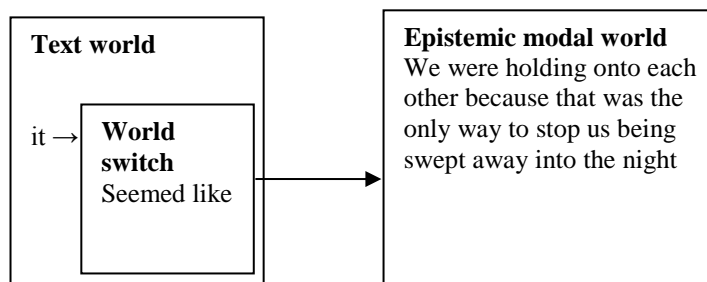 Text world
it → World
switch
Seemed like
Epistemic modal world
We were holding onto each
other because that was the
only way to stop us being
swept away into the night